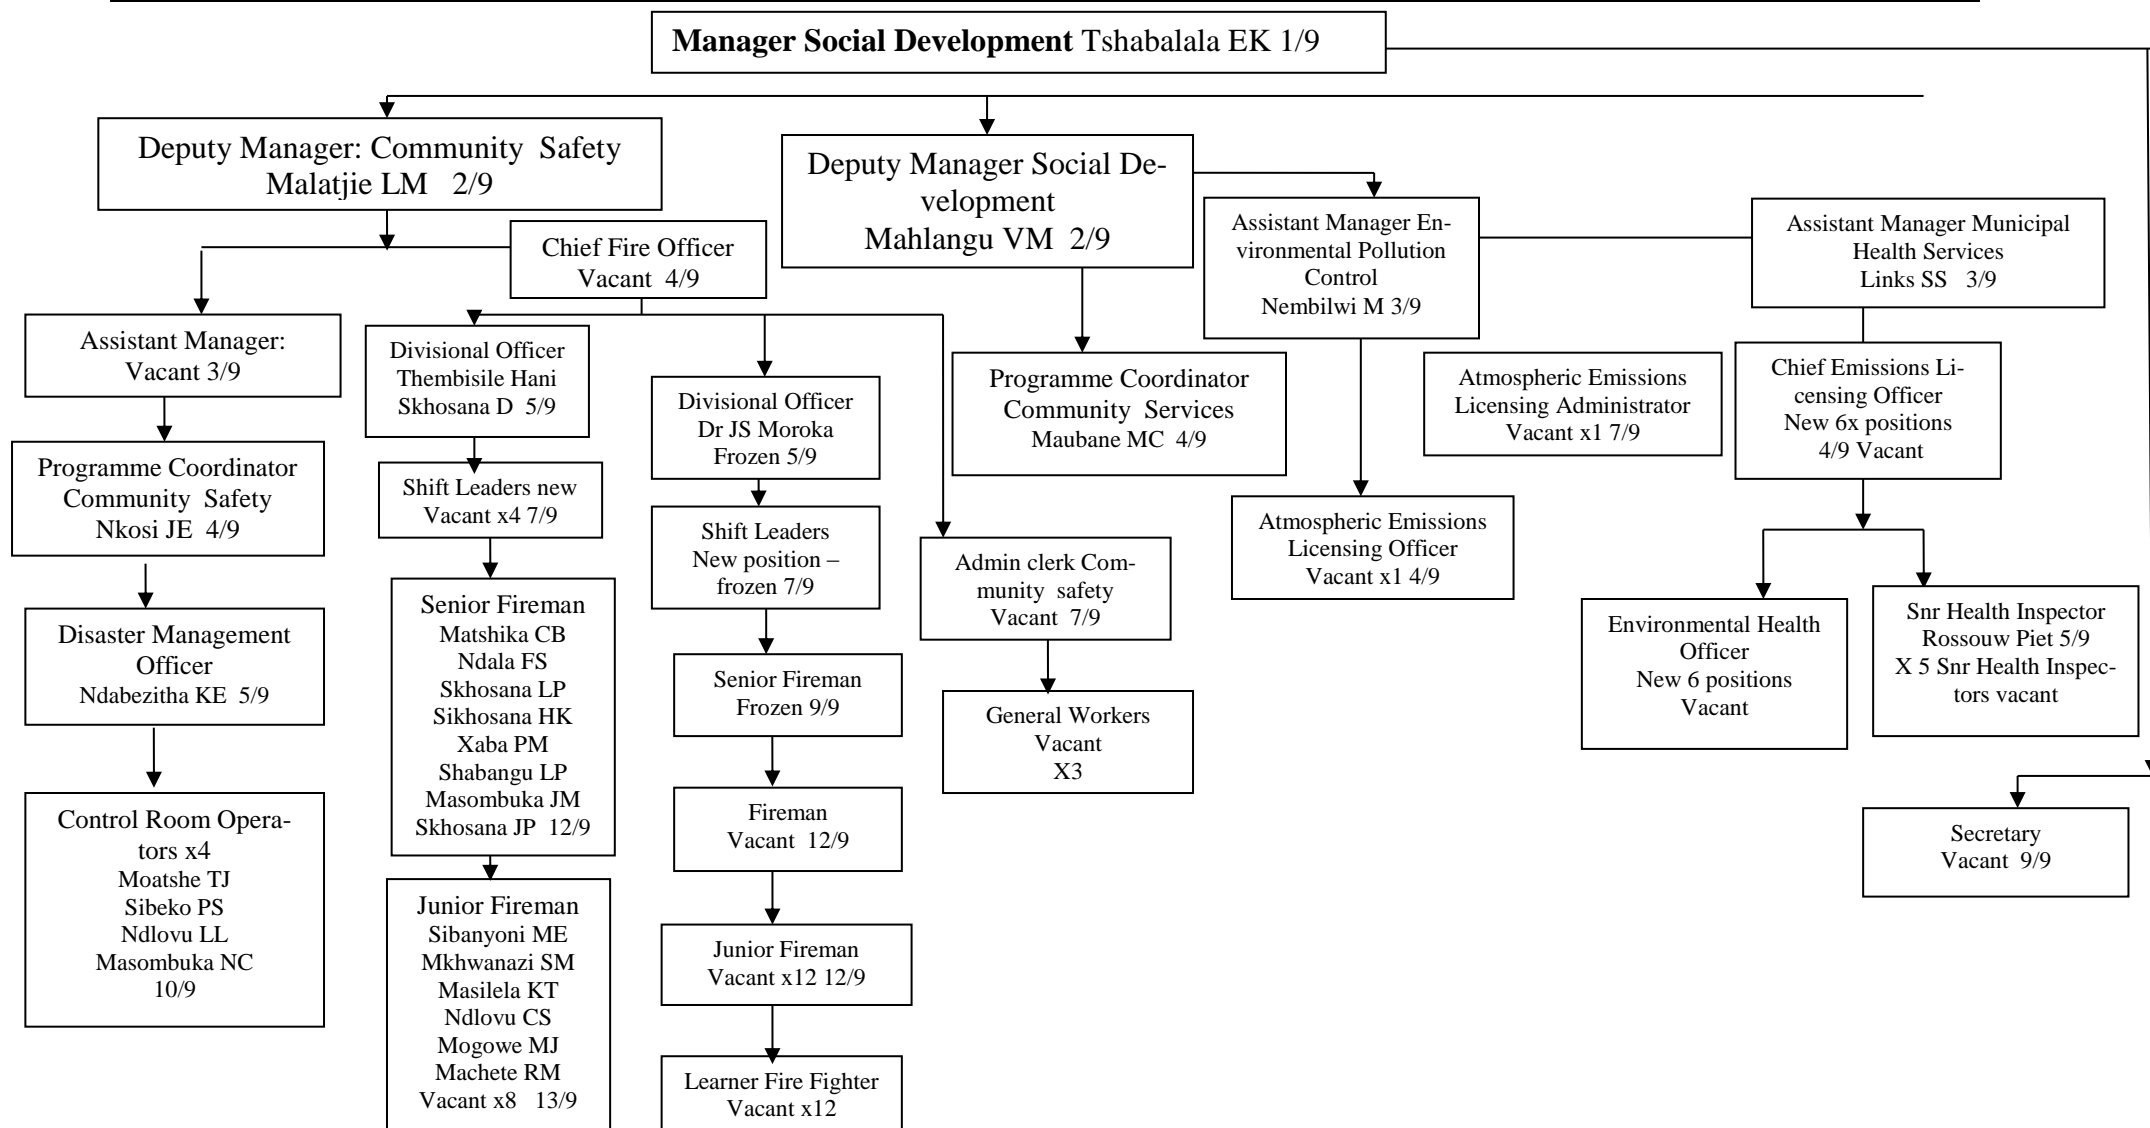 Manager Social Development Tshabalala EK 1/9
Deputy Manager: Community Safety
Malatjie LM 2/9
Deputy Manager Social De-
velopment
Mahlangu VM 2/9
Assistant Manager En-
vironmental Pollution
Control
Nembilwi M 3/9
Assistant Manager Municipal
Health Services
Links SS 3/9
Chief Fire Officer
Vacant 4/9
Assistant Manager:
Vacant 3/9
Divisional Officer
Thembisile Hani
Skhosana D 5/9
Divisional Officer
Dr JS Moroka
Frozen 5/9
Programme Coordinator
Community Services
Maubane MC 4/9
Atmospheric Emissions
Licensing Administrator
Vacant x1 7/9
Chief Emissions Li-
censing Officer
New 6x positions
4/9 Vacant
Programme Coordinator
Community Safety
Nkosi JE 4/9
Shift Leaders new
Vacant x4 7/9
Shift Leaders
New position –
frozen 7/9
Admin clerk Com-
munity safety
Vacant 7/9
Atmospheric Emissions
Licensing Officer
Vacant x1 4/9
Disaster Management
Officer
Ndabezitha KE 5/9
Senior Fireman
Matshika CB
Ndala FS
Skhosana LP
Sikhosana HK
Xaba PM
Shabangu LP
Masombuka JM
Skhosana JP 12/9
Senior Fireman
Frozen 9/9
General Workers
Vacant
X3
Environmental Health
Officer
New 6 positions
Vacant
Snr Health Inspector
Rossouw Piet 5/9
X 5 Snr Health Inspec-
tors vacant
Control Room Opera-
tors x4
Moatshe TJ
Sibeko PS
Ndlovu LL
Masombuka NC
10/9
Fireman
Vacant 12/9
Secretary
Vacant 9/9
Junior Fireman
Sibanyoni ME
Mkhwanazi SM
Masilela KT
Ndlovu CS
Mogowe MJ
Machete RM
Vacant x8 13/9
Junior Fireman
Vacant x12 12/9
Learner Fire Fighter
Vacant x12